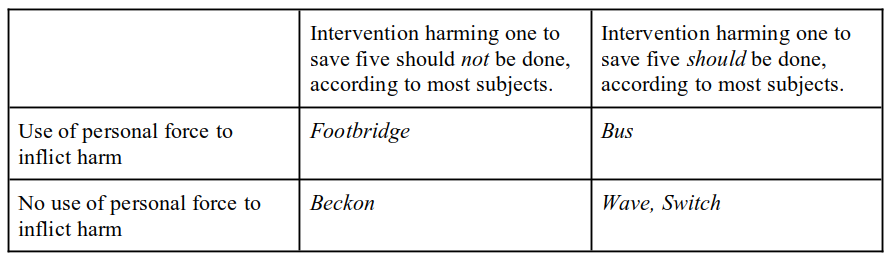 Intervention harming one to
save five should not be done,
according to most subjects.
Intervention harming one to
save five should be done,
according to most subjects.
Use of personal force to
inflict harm
Footbridge
Bus
No use of personal force to
inflict harm
Beckon
Wave, Switch